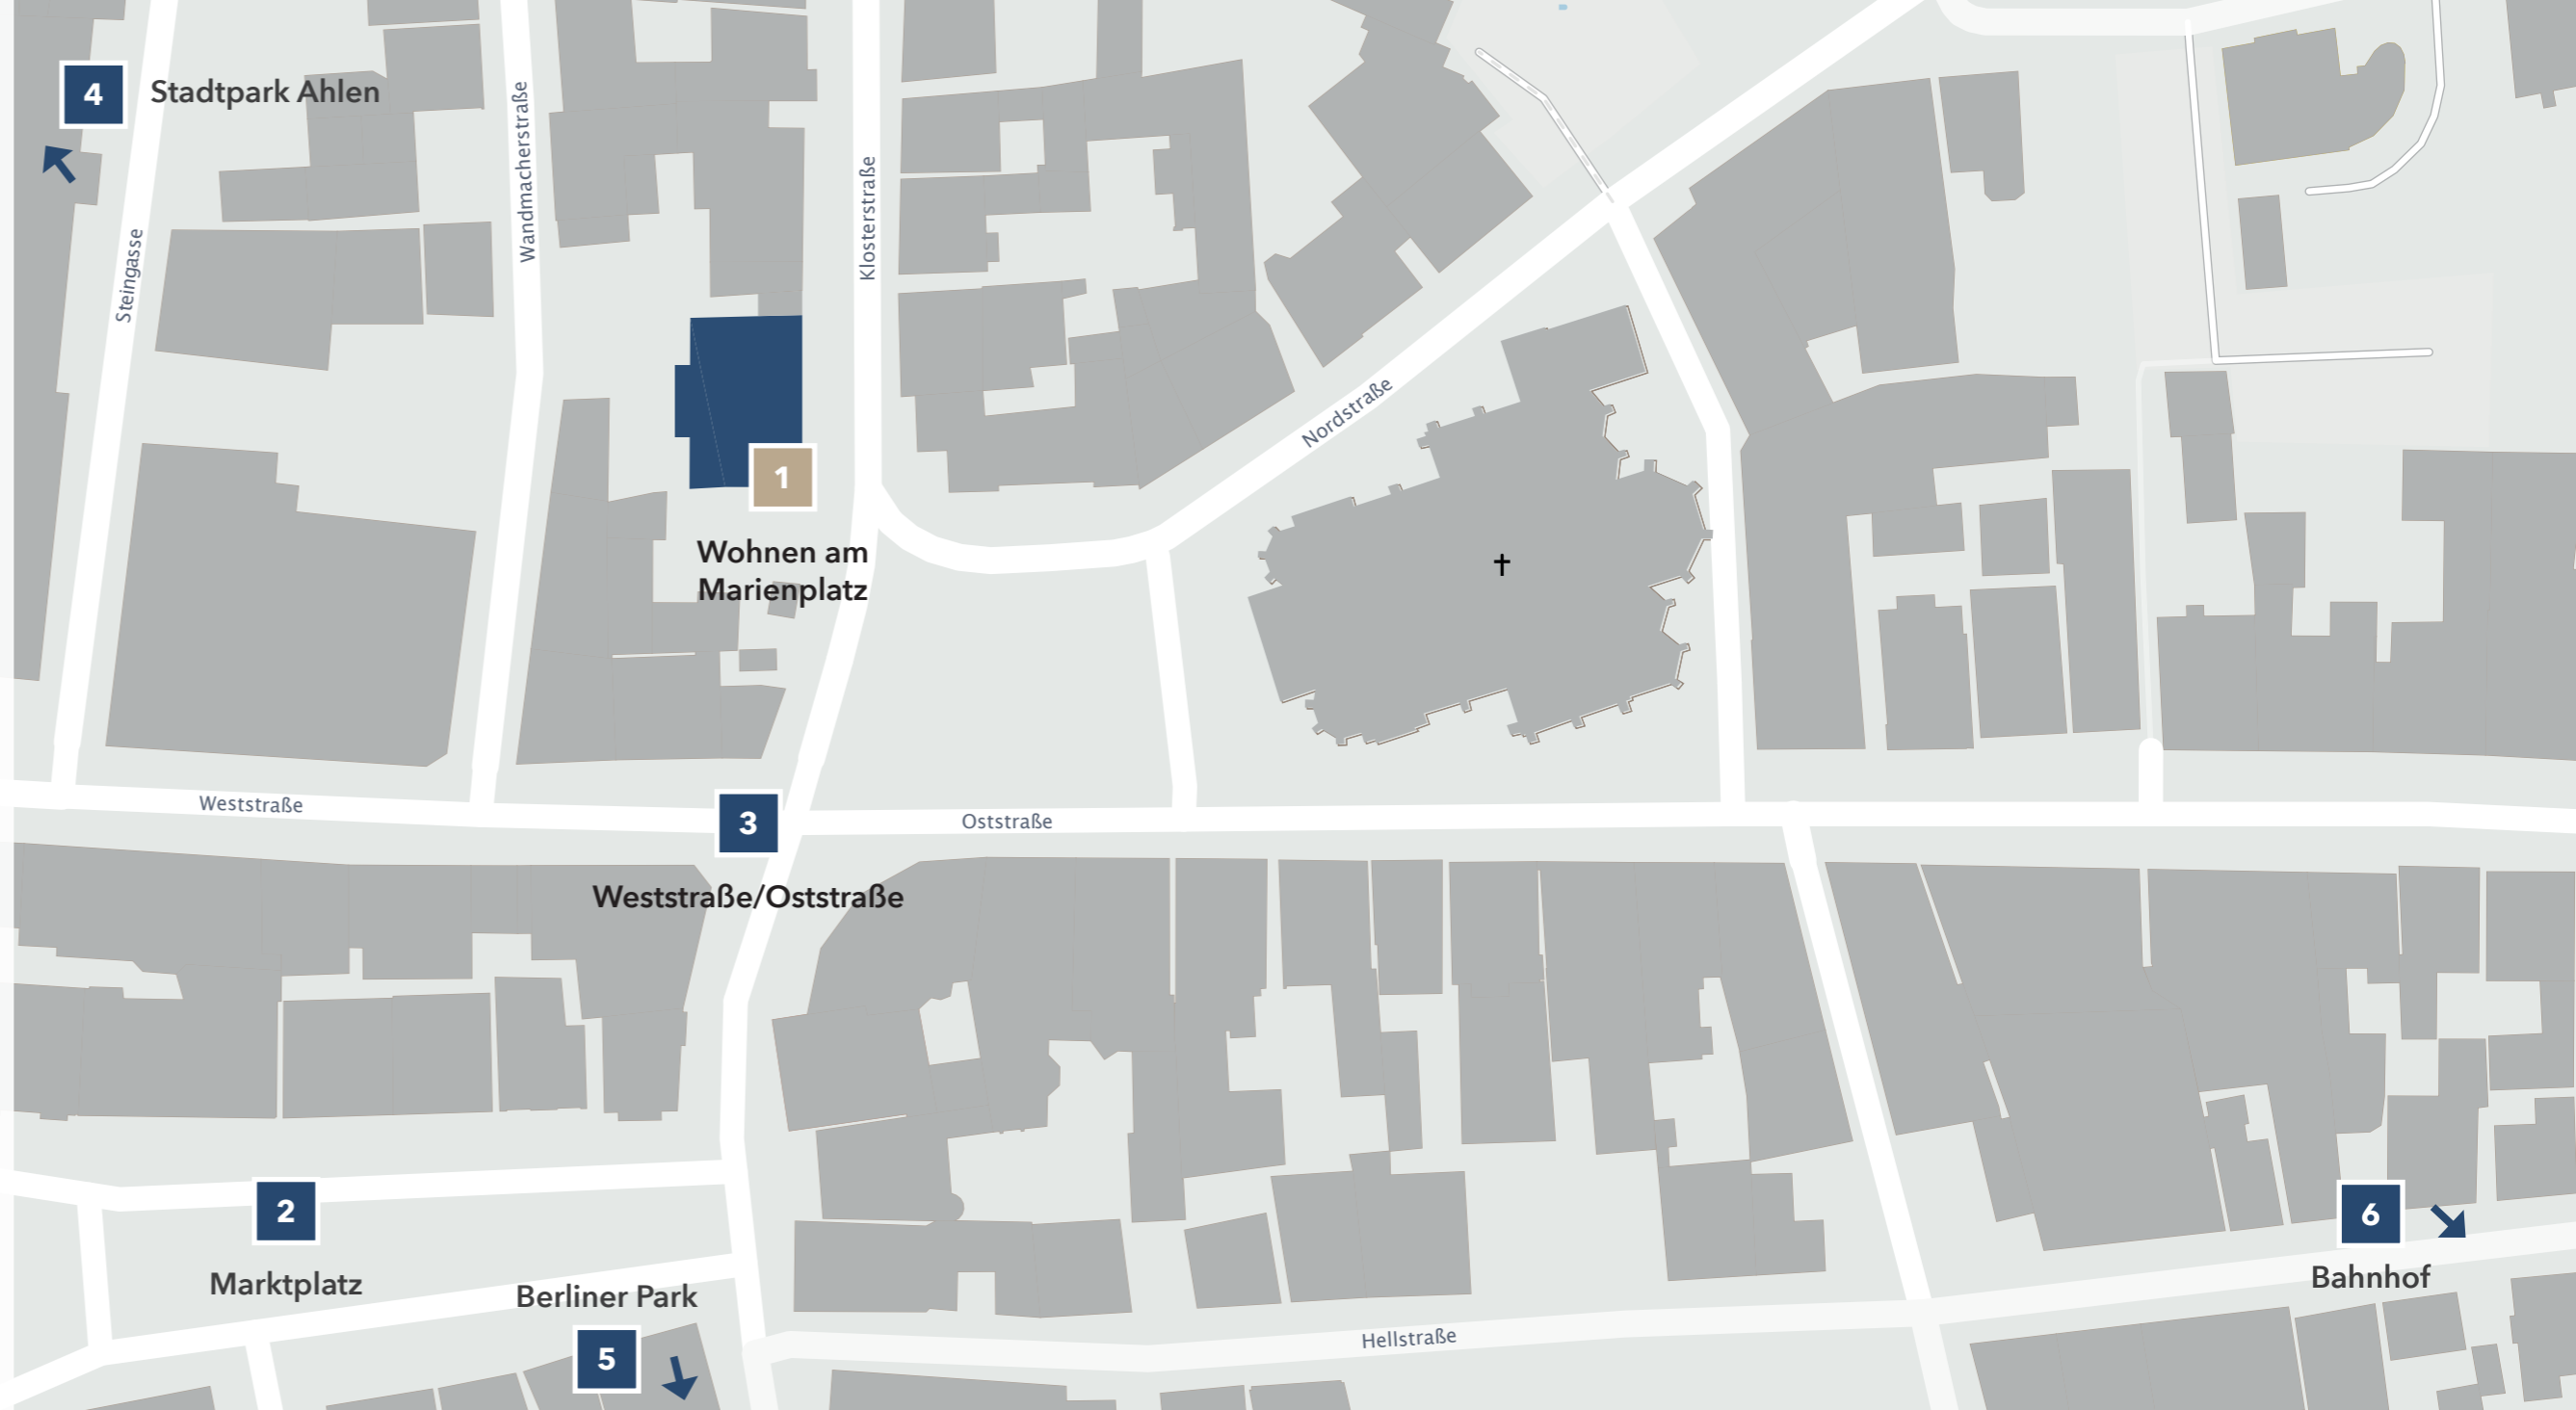 4
Stadtpark Ahlen
Steingasse
Wandmacherstraße
Klosterstraße
Nordstraße
1
Wohnen am
Marienplatz
Weststraße
3
Oststraße
Weststraße/Oststraße
2
Marktplatz
Berliner Park
5
Hellstraße
6
Bahnhof